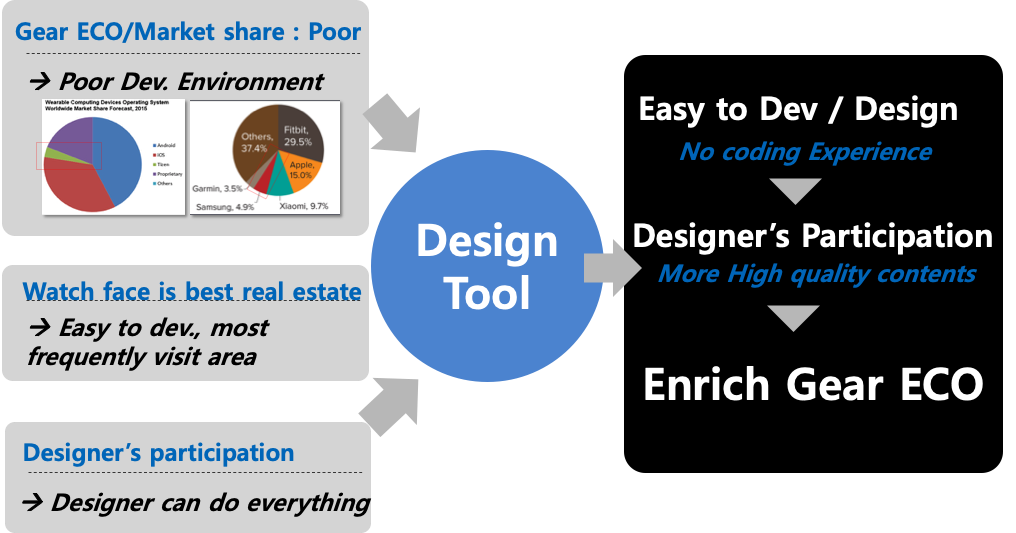 Gear ECO/Market share : Poor
→ Poor Dev. Environment
Wearable Computing Devices Operating System
Worldwide Market Share Forecast, 2015
Android
iOS
Tizen
Proprietary
Others
Others,
37.4%
Fitbit,
29.5%
Apple,
15.0%
Xiaomi, 9.7%
Samsung, 4.9%
Garmin, 3.5%
Watch face is best real estate
→ Easy to dev., most
frequently visit area
Designer’s participation
→ Designer can do everything
Design
Tool
Easy to Dev / Design
No coding Experience
Designer’s Participation
More High quality contents
Enrich Gear ECO